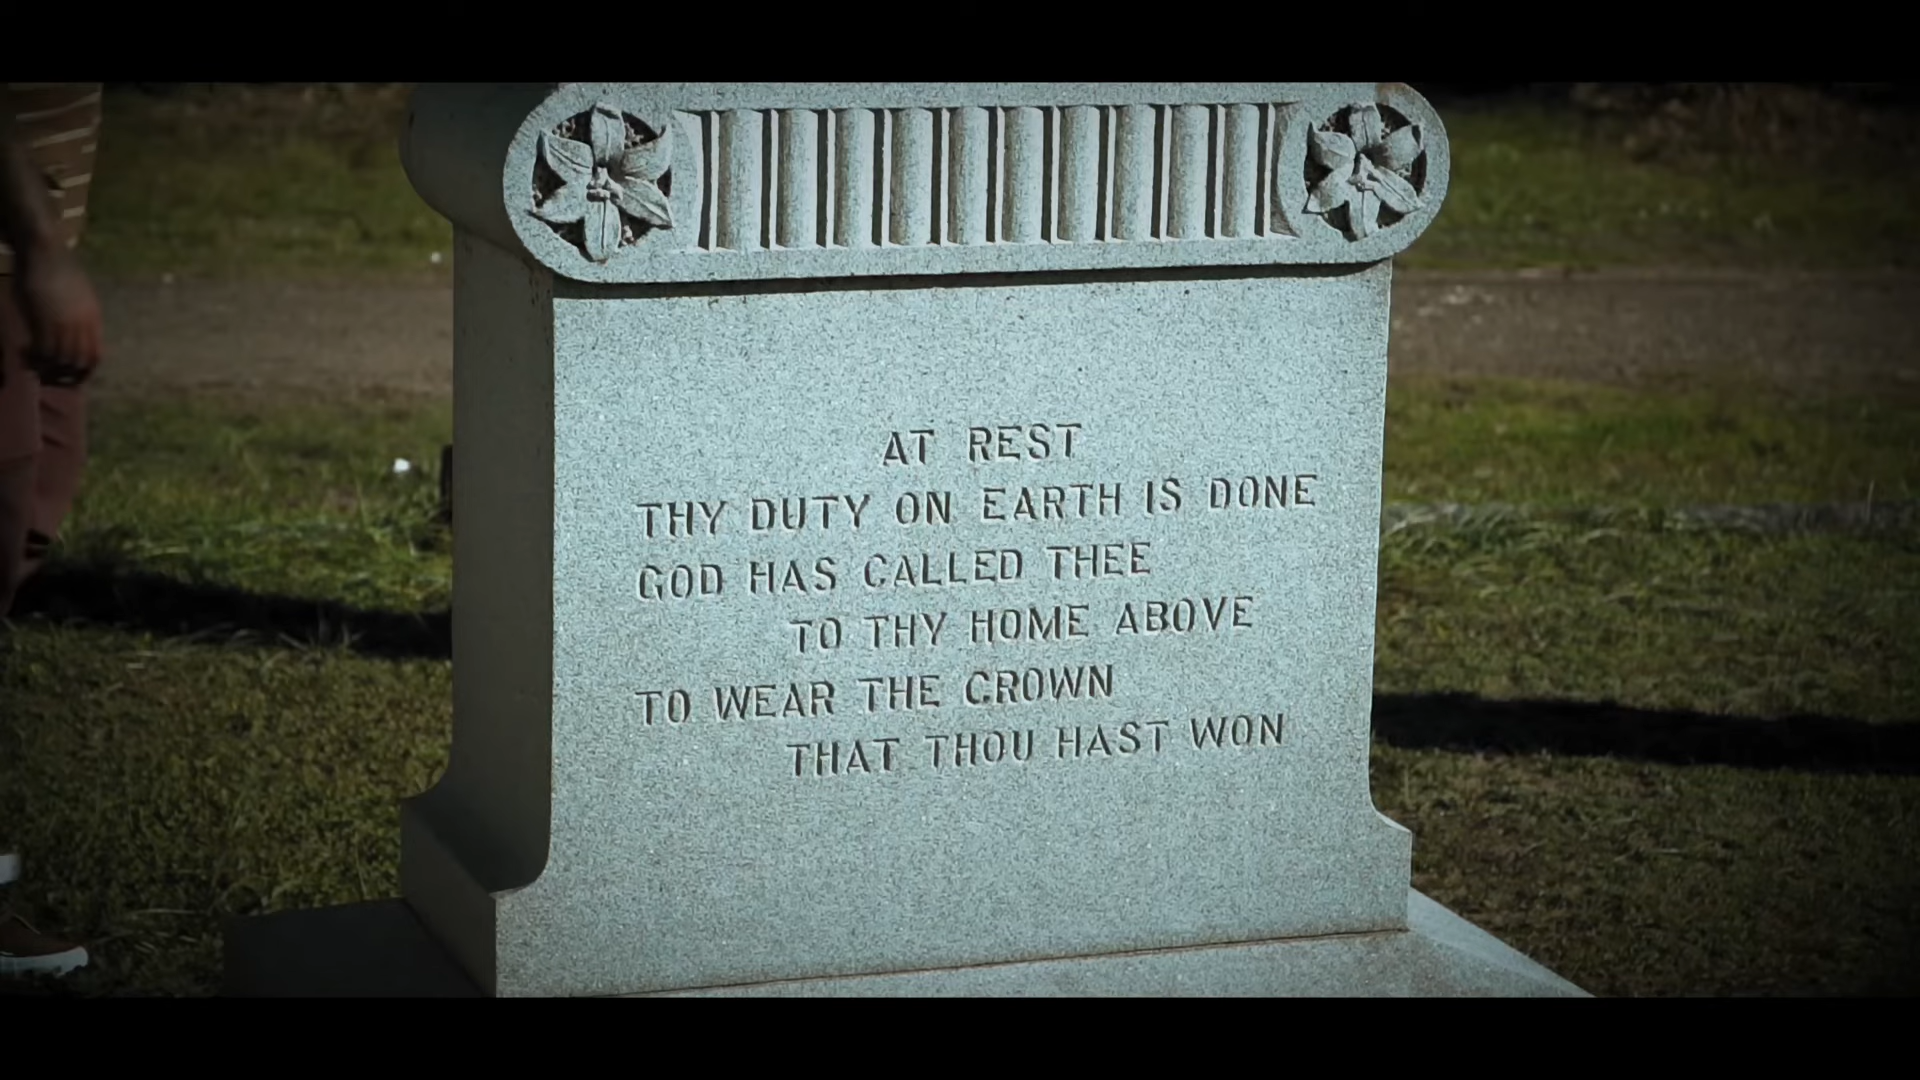 AT REST
THY DUTY ON EARTH IS DONE
GOD HAS CALLED THEE
TO THY HOME ABOVE
TO WEAR THE CROWN
THAT THOU HAST WON